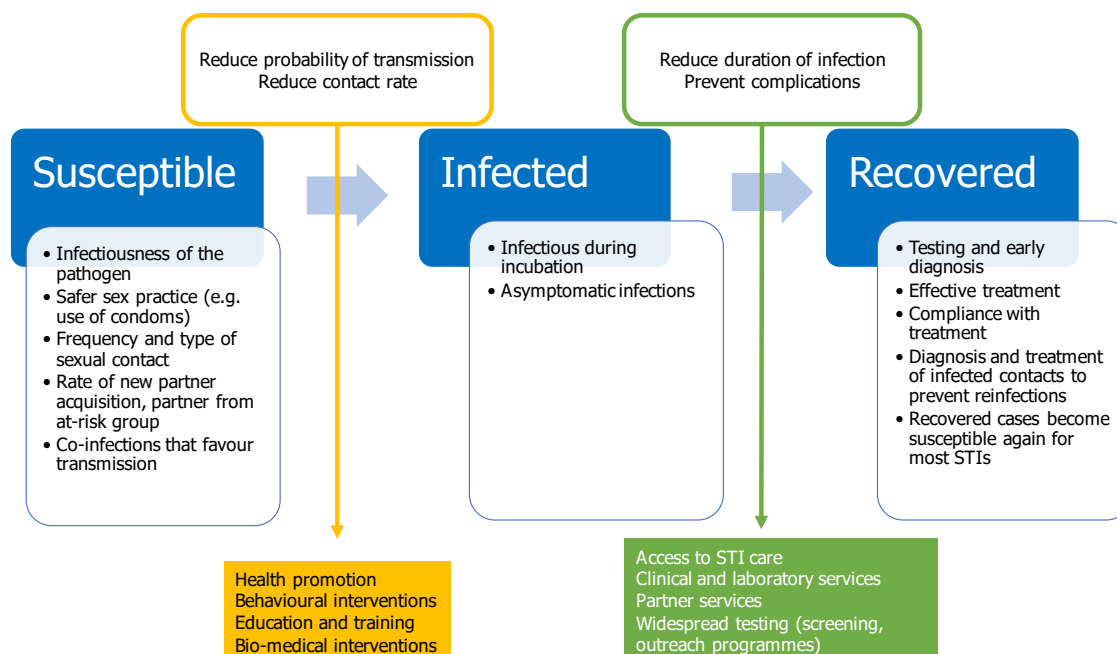 Reduce probability of transmission
Reduce contact rate
Reduce duration of infection
Prevent complications
Susceptible
Infected
Recovered
• Infectiousness of the
pathogen
• Safer sex practice (e.g.
use of condoms)
• Frequency and type of
sexual contact
• Rate of new partner
acquisition, partner from
at-risk group
• Co-infections that favour
transmission
• Infectious during
incubation
• Asymptomatic infections
• Testing and early
diagnosis
• Effective treatment
• Compliance with
treatment
• Diagnosis and treatment
of infected contacts to
prevent reinfections
• Recovered cases become
susceptible again for
most STIs
Health promotion
Behavioural interventions
Education and training
Bio-medical interventions
Access to STI care
Clinical and laboratory services
Partner services
Widespread testing (screening,
outreach programmes)